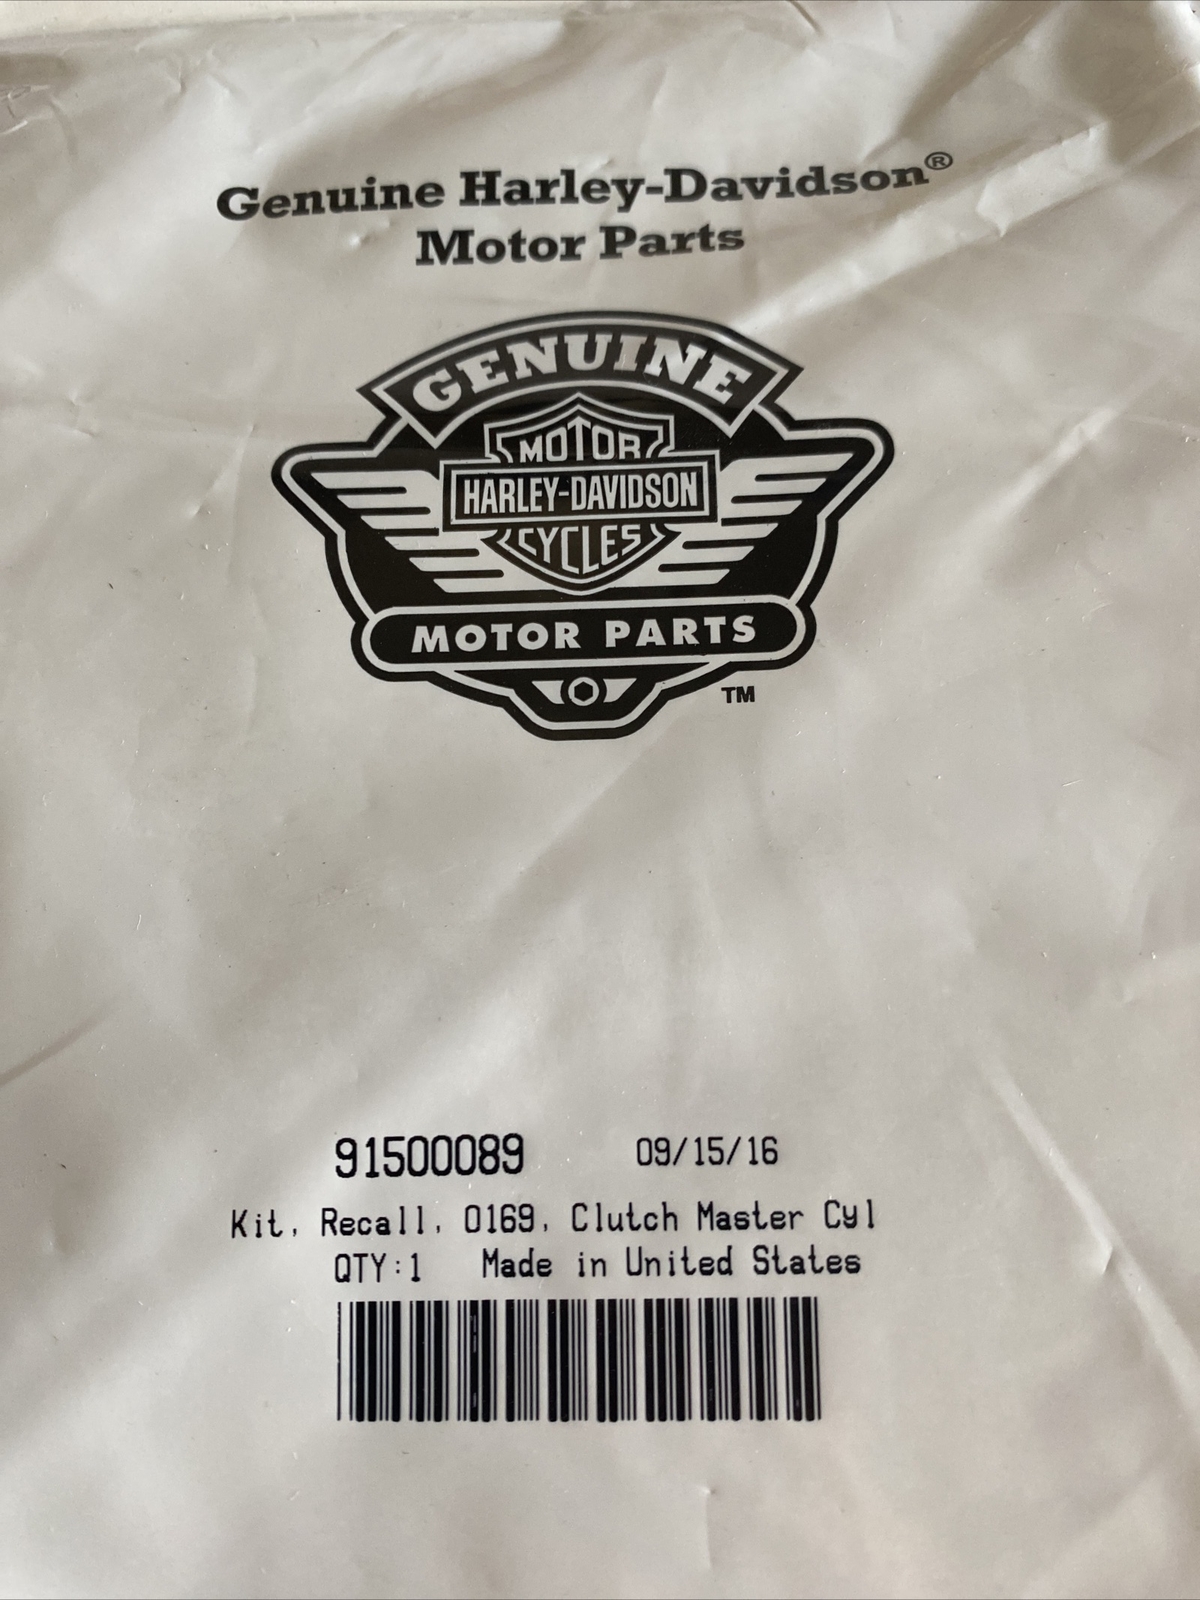 Genuine Harley-Davidson®
Motor Parts
GENUINE
MOTOR
HARLEY-DAVIDSON
CYCLES
MOTOR PARTS
TM
91500089 09/15/16
Kit, Recall, 0169, Clutch Master Cyl
QTY:1 Made in United States